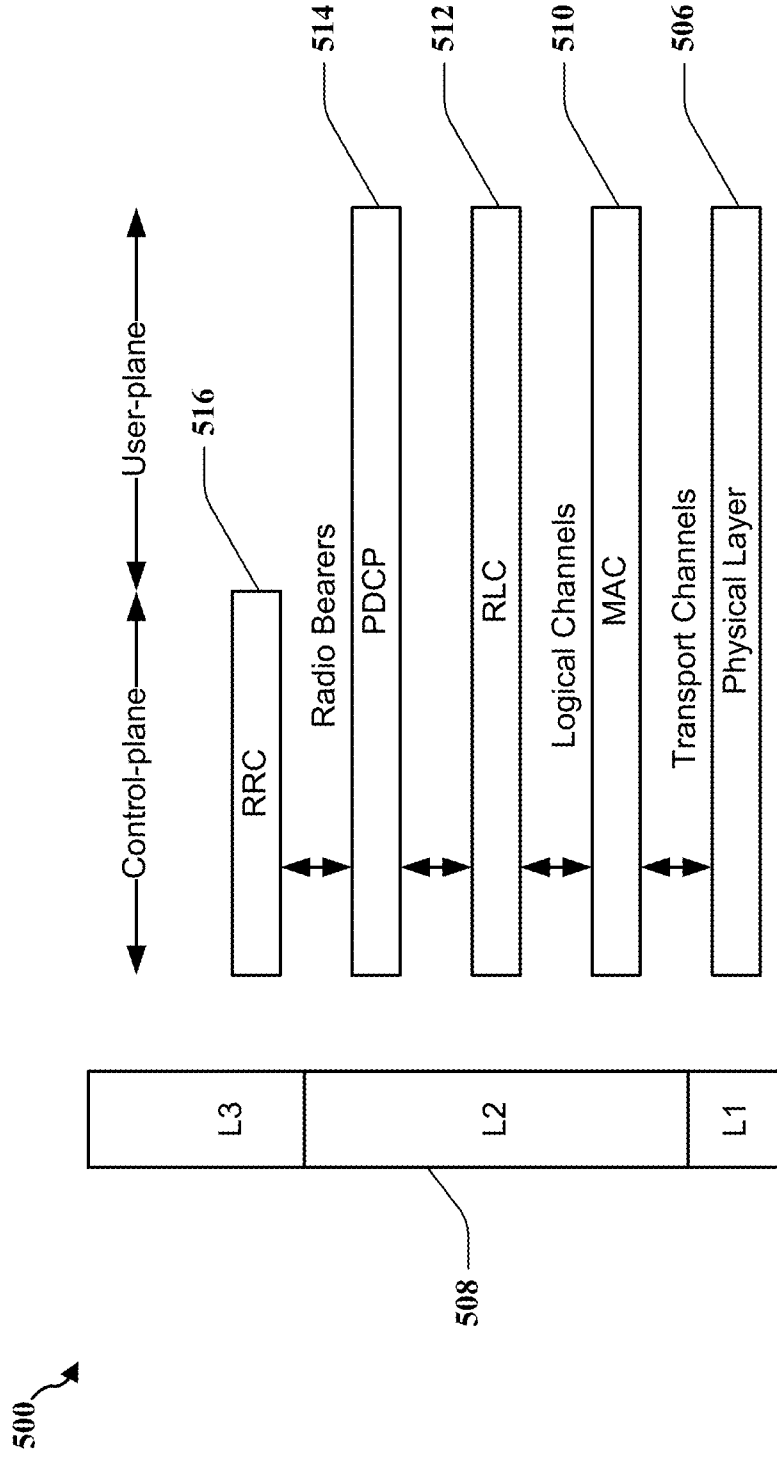 500
Control-plane
User-plane
516
L3
RRC
Radio Bearers
514
PDCP
508
L2
512
RLC
Logical Channels
510
MAC
Transport Channels
506
L1
Physical Layer